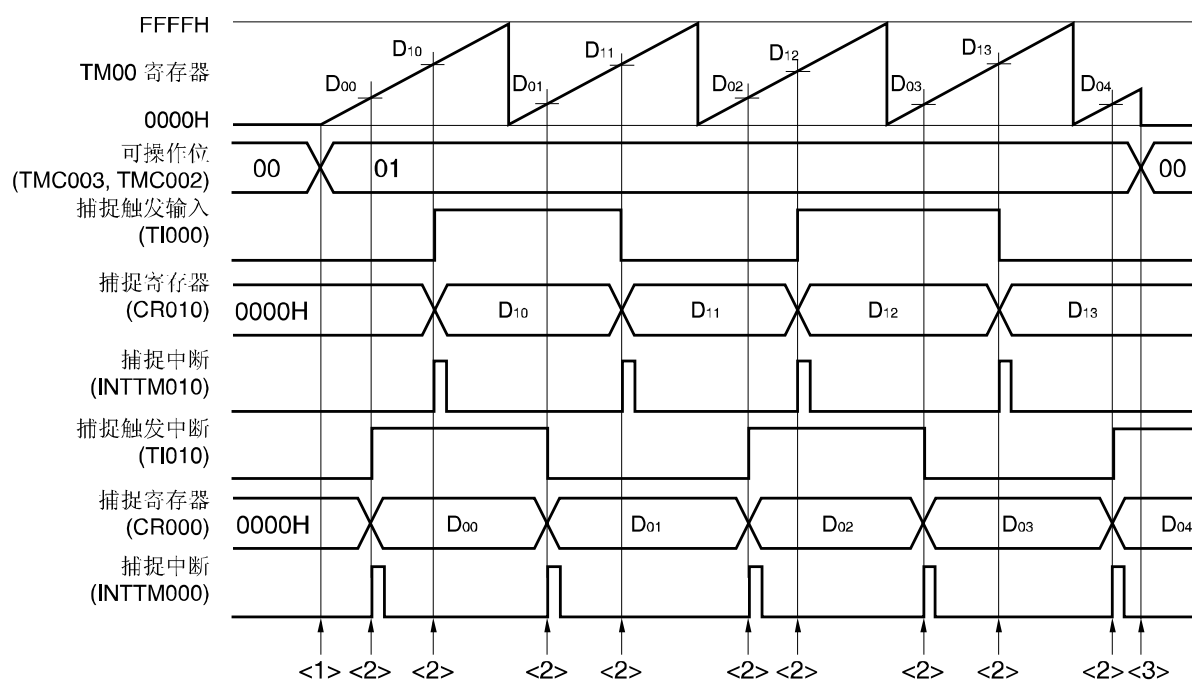 FFFFH
TM00 寄存器
0000H
D10
D00
D11
D01
D12
D02
D13
D03
D04
可操作位
(TMC003, TMC002)
00
01
00
捕捉触发输入
(TI000)
捕捉寄存器
(CR010)
0000H
D10
D11
D12
D13
捕捉中断
(INTTM010)
捕捉触发中断
(TI010)
捕捉寄存器
(CR000)
0000H
D00
D01
D02
D03
D04
捕捉中断
(INTTM000)
<1> <2> <2> <2> <2> <2> <2> <2> <2> <2> <3>